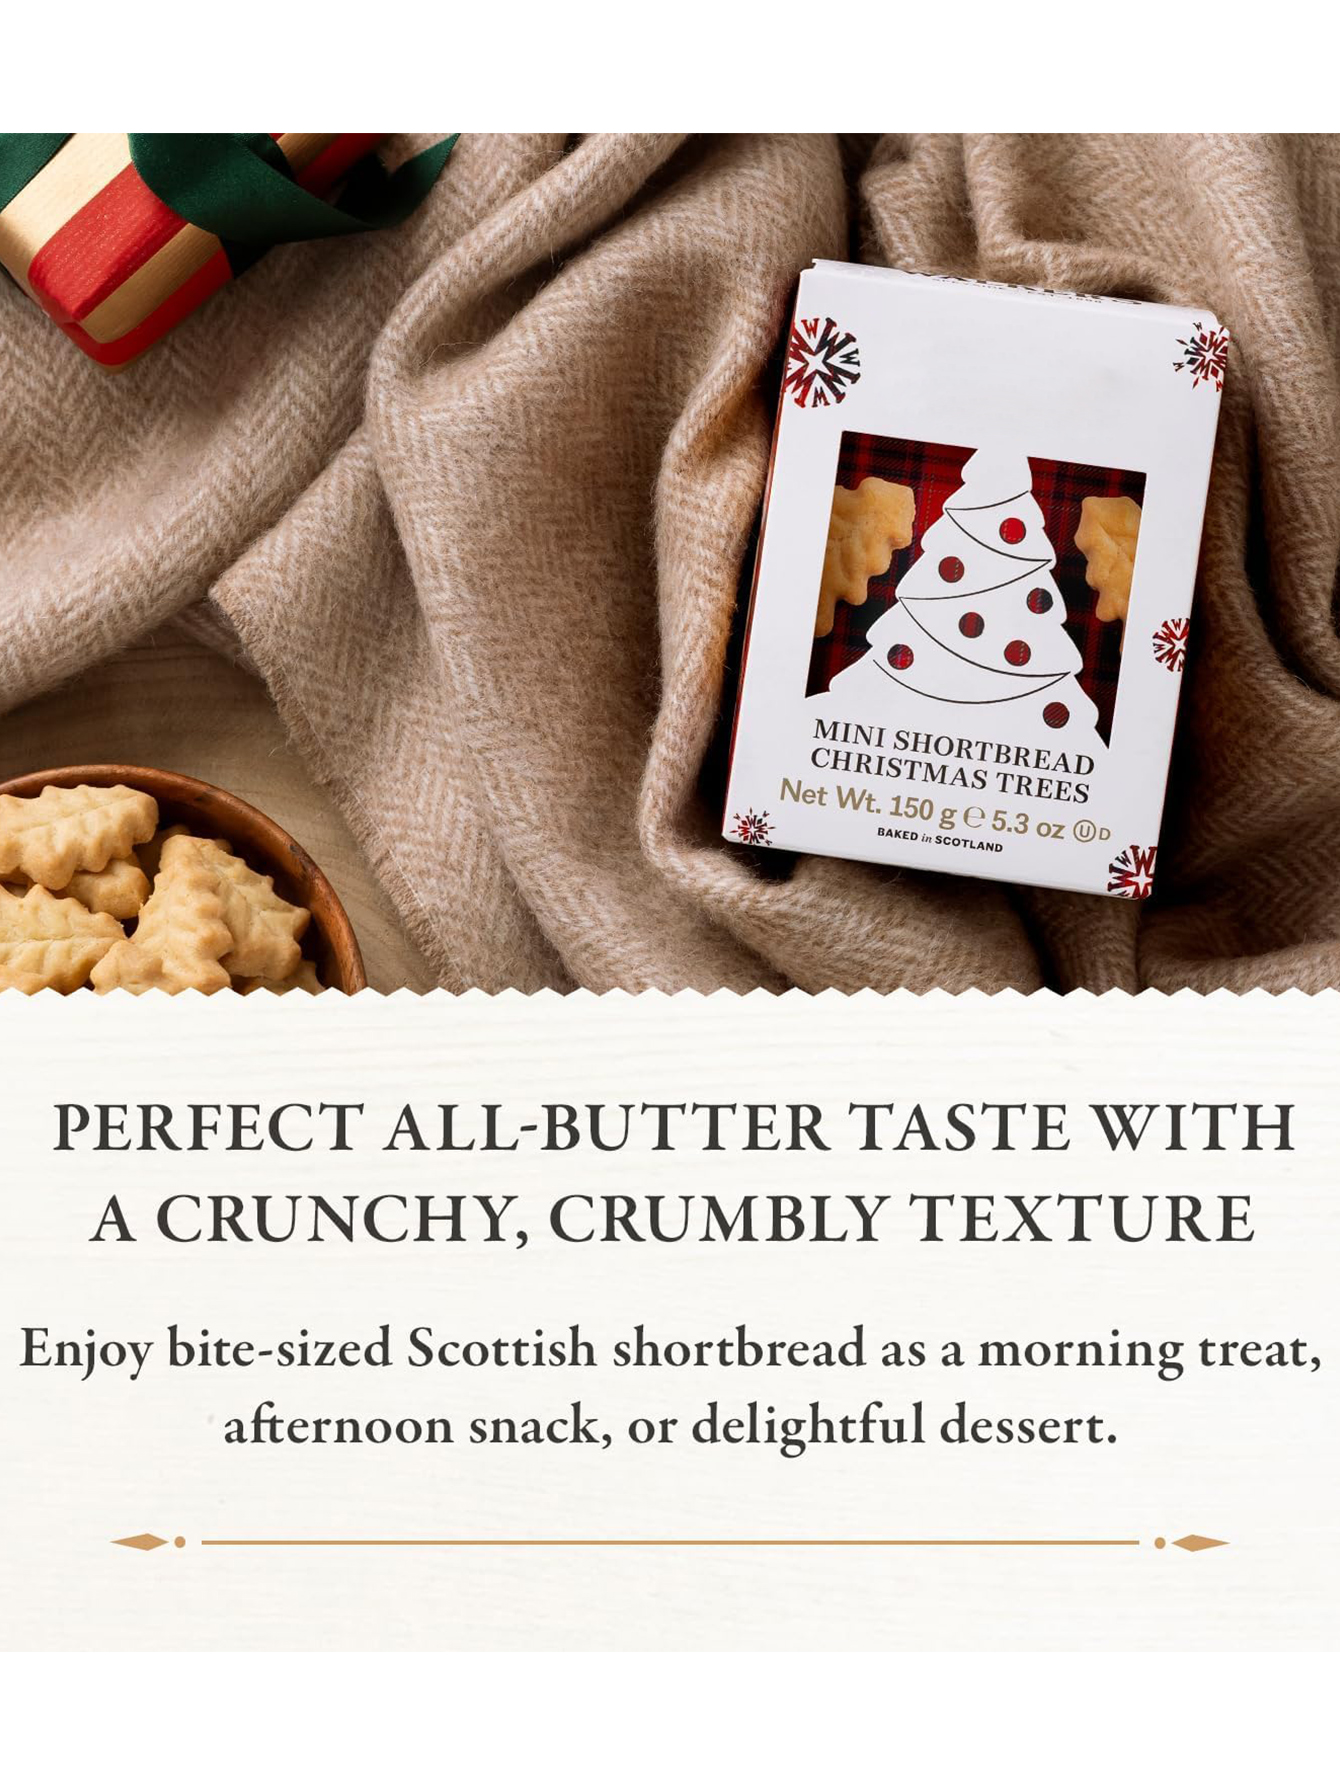 MINI SHORTBREAD
CHRISTMAS TREES
Net Wt. 150 g ℮ 5.3 oz Ⓤ D
BAKED in SCOTLAND
PERFECT ALL-BUTTER TASTE WITH
A CRUNCHY, CRUMBLY TEXTURE
Enjoy bite-sized Scottish shortbread as a morning treat,
afternoon snack, or delightful dessert.